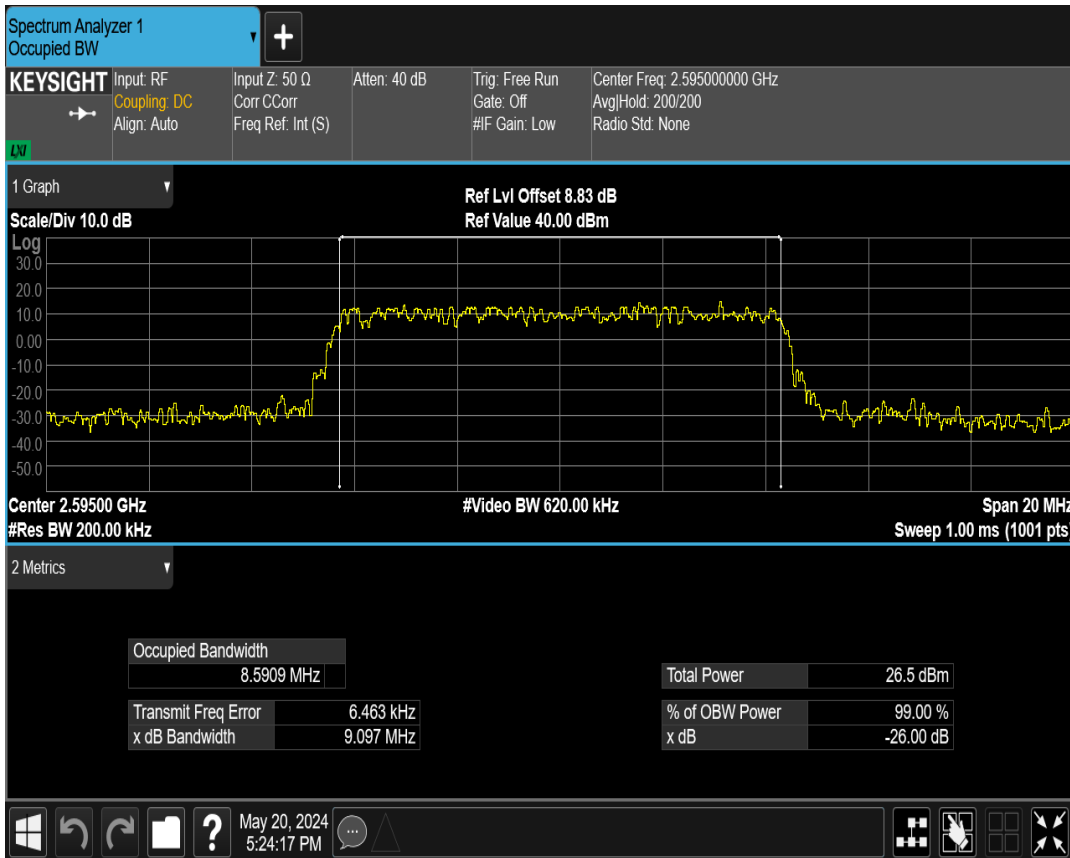 Spectrum Analyzer 1
Occupied BW
+
KEYSIGHT
LXI
Input: RF
Coupling: DC
Align: Auto
Input Z: 50 Ω
Corr CCorr
Freq Ref: Int (S)
Atten: 40 dB
Trig: Free Run
Gate: Off
#IF Gain: Low
Center Freq: 2.595000000 GHz
Avg|Hold: 200/200
Radio Std: None
1 Graph
Scale/Div 10.0 dB
Ref Lvl Offset 8.83 dB
Ref Value 40.00 dBm
Log
30.0
20.0
10.0
0.00
-10.0
-20.0
-30.0
-40.0
-50.0
Center 2.59500 GHz
#Res BW 200.00 kHz
#Video BW 620.00 kHz
Span 20 MHz
Sweep 1.00 ms (1001 pts)
2 Metrics
Occupied Bandwidth
8.5909 MHz
Transmit Freq Error 6.463 kHz
x dB Bandwidth 9.097 MHz
Total Power 26.5 dBm
% of OBW Power 99.00 %
x dB -26.00 dB
?
May 20, 2024
5:24:17 PM
...